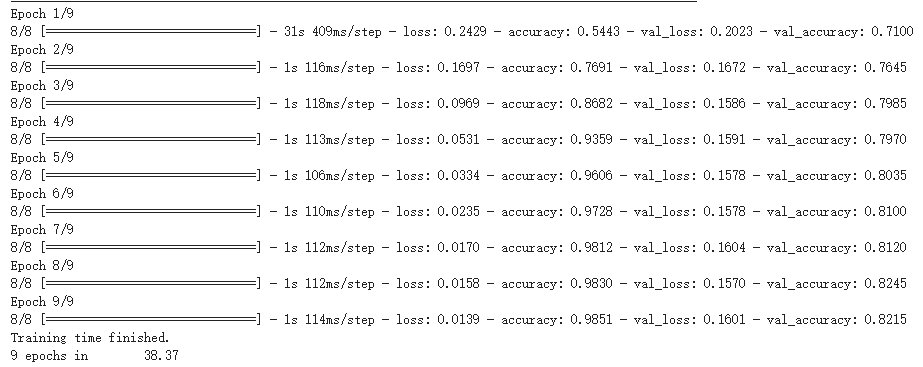 Epoch 1/9
8/8 [==============================] - 31s 409ms/step - loss: 0.2429 - accuracy: 0.5443 - val_loss: 0.2023 - val_accuracy: 0.7100
Epoch 2/9
8/8 [==============================] - 1s 116ms/step - loss: 0.1697 - accuracy: 0.7691 - val_loss: 0.1672 - val_accuracy: 0.7645
Epoch 3/9
8/8 [==============================] - 1s 118ms/step - loss: 0.0969 - accuracy: 0.8682 - val_loss: 0.1586 - val_accuracy: 0.7985
Epoch 4/9
8/8 [==============================] - 1s 113ms/step - loss: 0.0531 - accuracy: 0.9359 - val_loss: 0.1591 - val_accuracy: 0.7970
Epoch 5/9
8/8 [==============================] - 1s 106ms/step - loss: 0.0334 - accuracy: 0.9606 - val_loss: 0.1578 - val_accuracy: 0.8035
Epoch 6/9
8/8 [==============================] - 1s 110ms/step - loss: 0.0235 - accuracy: 0.9728 - val_loss: 0.1578 - val_accuracy: 0.8100
Epoch 7/9
8/8 [==============================] - 1s 112ms/step - loss: 0.0170 - accuracy: 0.9812 - val_loss: 0.1604 - val_accuracy: 0.8120
Epoch 8/9
8/8 [==============================] - 1s 112ms/step - loss: 0.0158 - accuracy: 0.9830 - val_loss: 0.1570 - val_accuracy: 0.8245
Epoch 9/9
8/8 [==============================] - 1s 114ms/step - loss: 0.0139 - accuracy: 0.9851 - val_loss: 0.1601 - val_accuracy: 0.8215
Training time finished.
9 epochs in        38.37